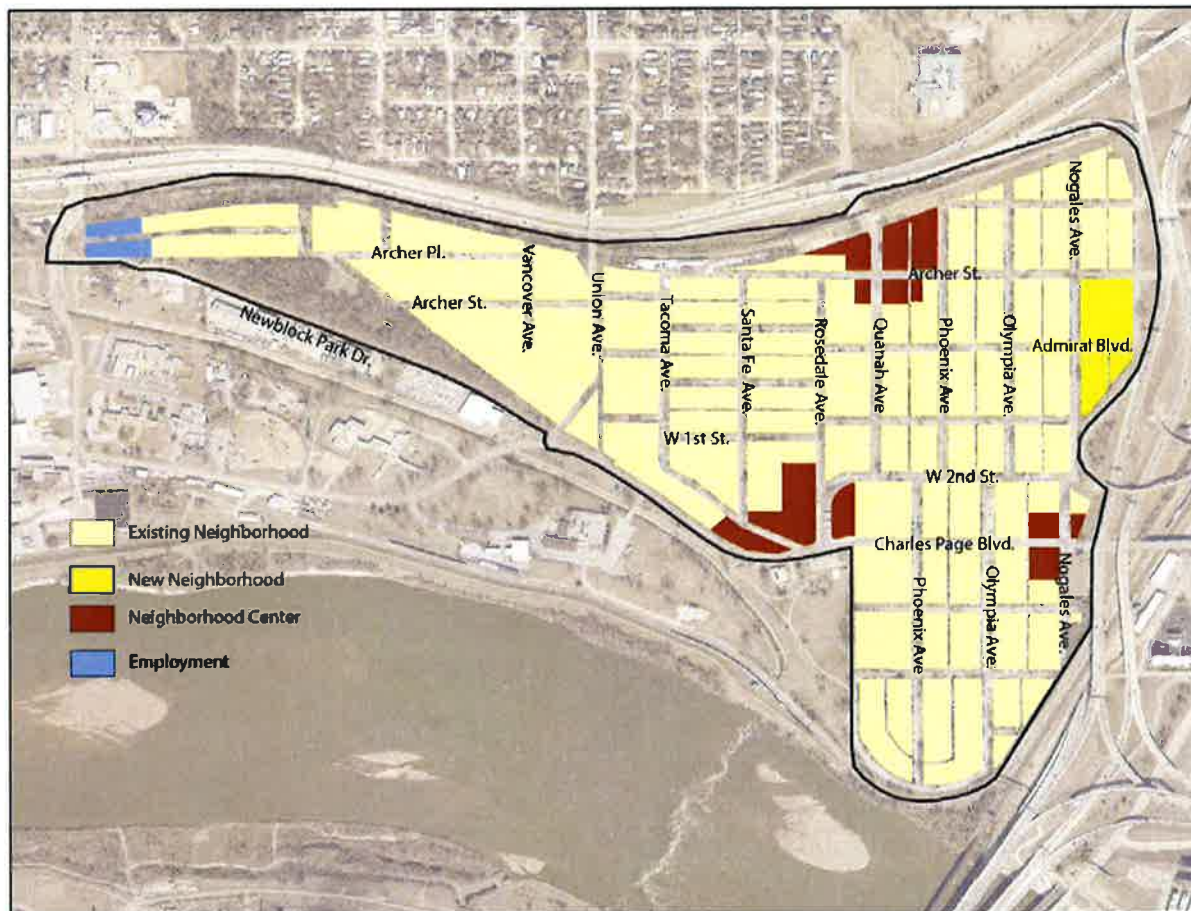 Nogales Ave.
Archer Pl.
Vancover Ave.
Archer St.
Archer St.
Union Ave.
Tacoma Ave.
Santa Fe Ave.
Rosedale Ave.
Quanah Ave
Phoenix Ave
Olympia Ave.
Admiral Blvd.
Newblock Park Dr.
W 1st St.
W 2nd St.
Charles Page Blvd.
Phoenix Ave
Olympia Ave.
Nogales Ave.
Existing Neighborhood
New Neighborhood
Neighborhood Center
Employment